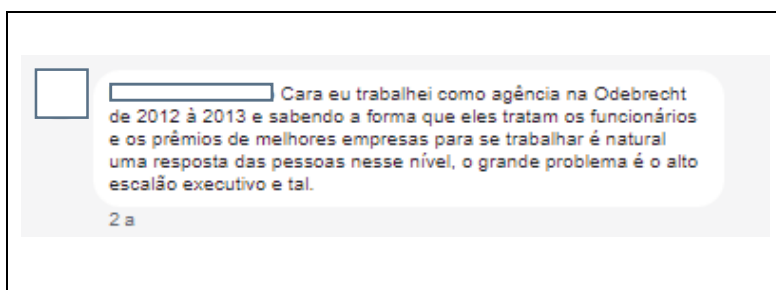 Cara eu trabalhei como agência na Odebrecht
de 2012 à 2013 e sabendo a forma que eles tratam os funcionários
e os prêmios de melhores empresas para se trabalhar é natural
uma resposta das pessoas nesse nível, o grande problema é o alto
escalão executivo e tal.
2 a